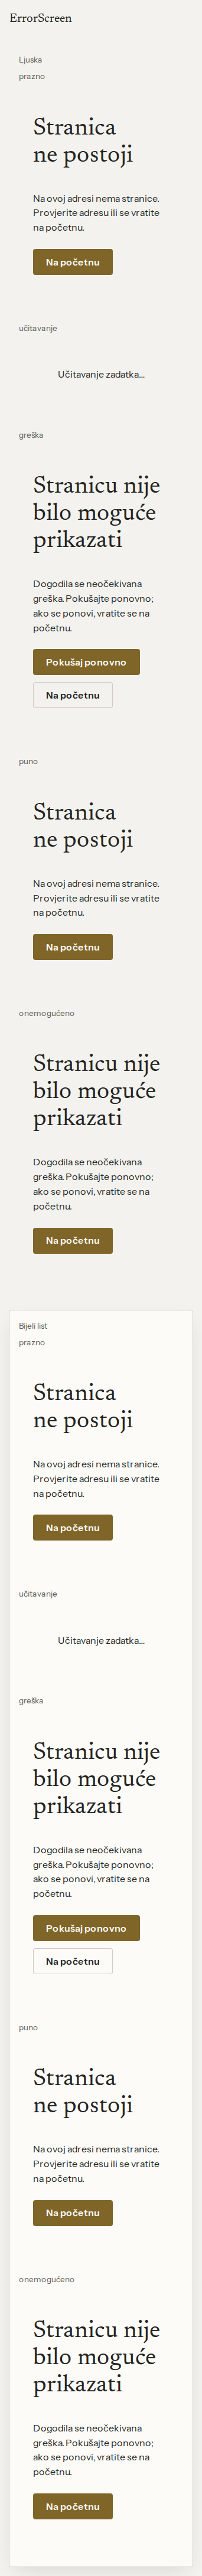 ErrorScreen
Ljuska
prazno
Stranica
ne postoji
Na ovoj adresi nema stranice.
Provjerite adresu ili se vratite
na početnu.
Na početnu
učitavanje
Učitavanje zadatka…
greška
Stranicu nije
bilo moguće
prikazati
Dogodila se neočekivana
greška. Pokušajte ponovno;
ako se ponovi, vratite se na
početnu.
Pokušaj ponovno
Na početnu
puno
Stranica
ne postoji
Na ovoj adresi nema stranice.
Provjerite adresu ili se vratite
na početnu.
Na početnu
onemogućeno
Stranicu nije
bilo moguće
prikazati
Dogodila se neočekivana
greška. Pokušajte ponovno;
ako se ponovi, vratite se na
početnu.
Na početnu
Bijeli list
prazno
Stranica
ne postoji
Na ovoj adresi nema stranice.
Provjerite adresu ili se vratite
na početnu.
Na početnu
učitavanje
Učitavanje zadatka…
greška
Stranicu nije
bilo moguće
prikazati
Dogodila se neočekivana
greška. Pokušajte ponovno;
ako se ponovi, vratite se na
početnu.
Pokušaj ponovno
Na početnu
puno
Stranica
ne postoji
Na ovoj adresi nema stranice.
Provjerite adresu ili se vratite
na početnu.
Na početnu
onemogućeno
Stranicu nije
bilo moguće
prikazati
Dogodila se neočekivana
greška. Pokušajte ponovno;
ako se ponovi, vratite se na
početnu.
Na početnu